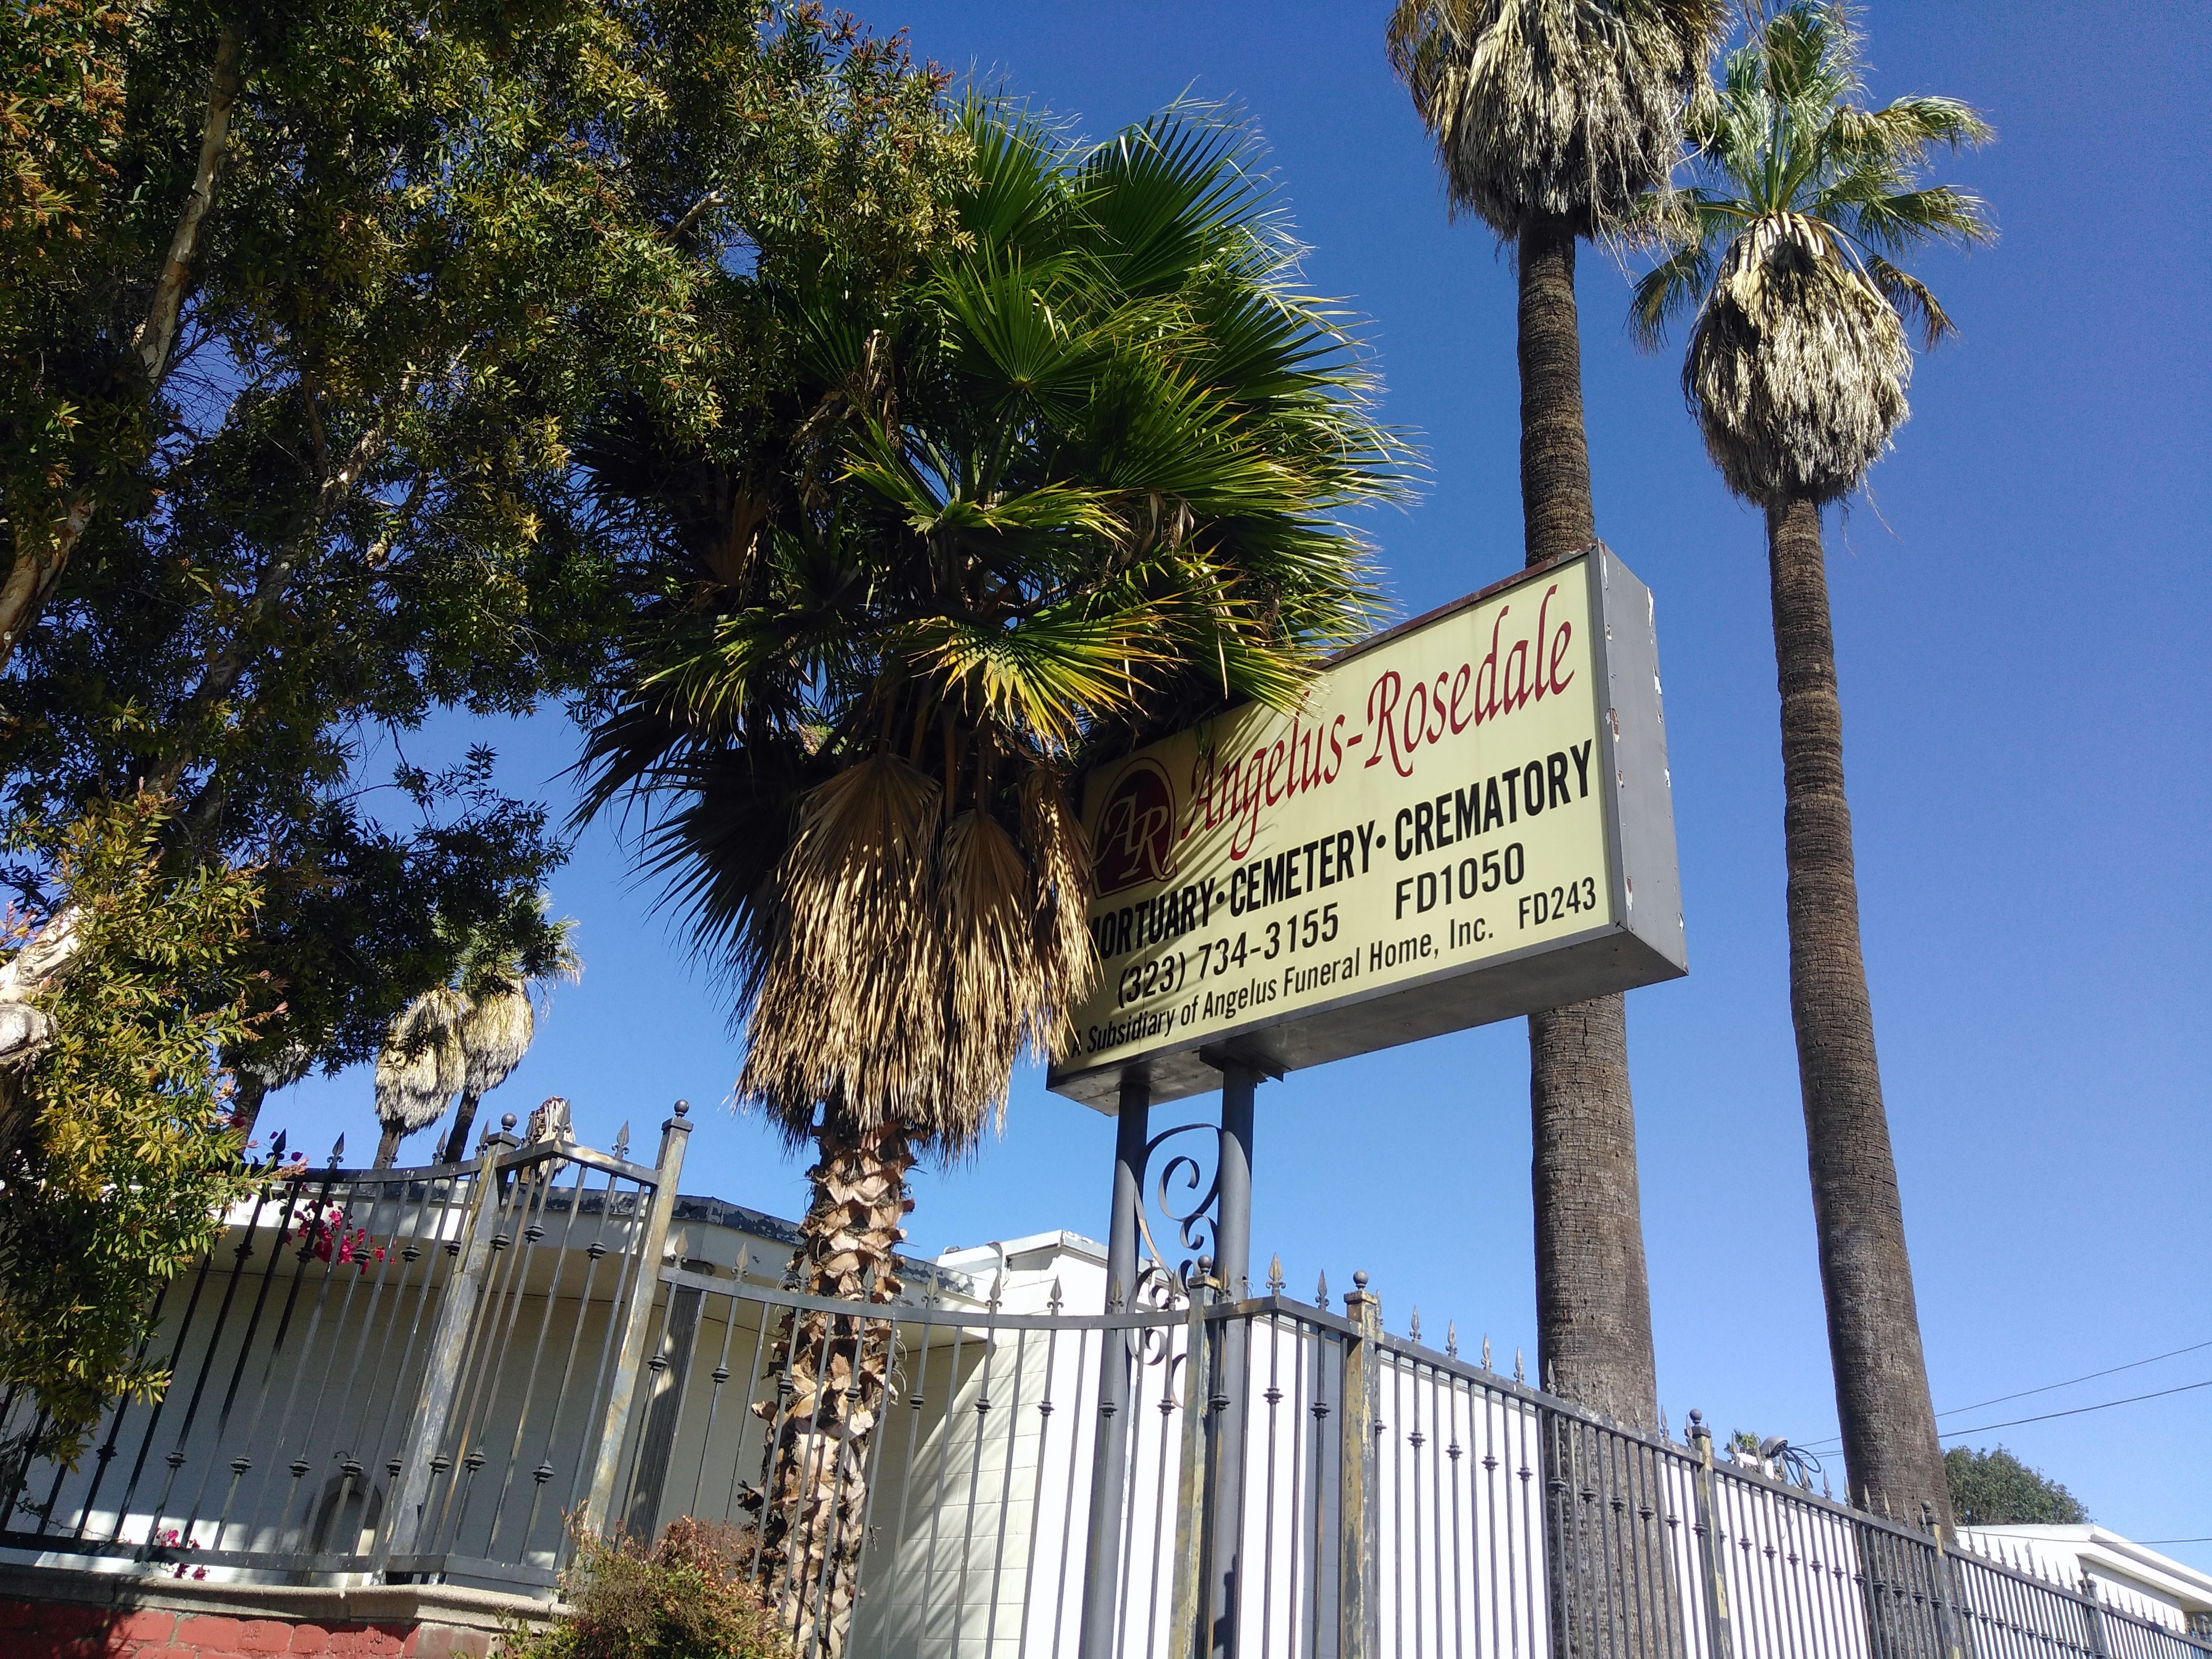 AR Angelus-Rosedale
MORTUARY • CEMETERY • CREMATORY
(323) 734-3155 FD1050
A Subsidiary of Angelus Funeral Home, Inc. FD243